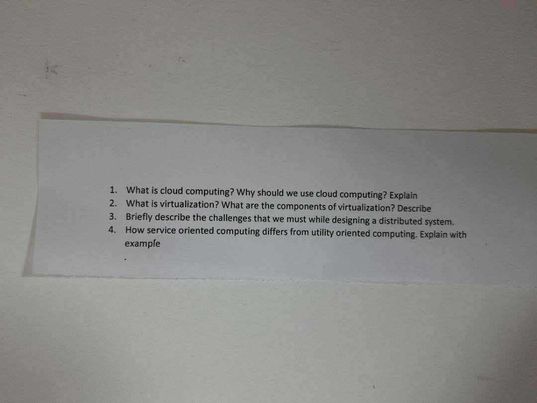 1. What is cloud computing? Why should we use cloud computing? Explain
2. What is virtualization? What are the components of virtualization? Describe
3. Briefly describe the challenges that we must while designing a distributed system.
4. How service oriented computing differs from utility oriented computing. Explain with
example
.